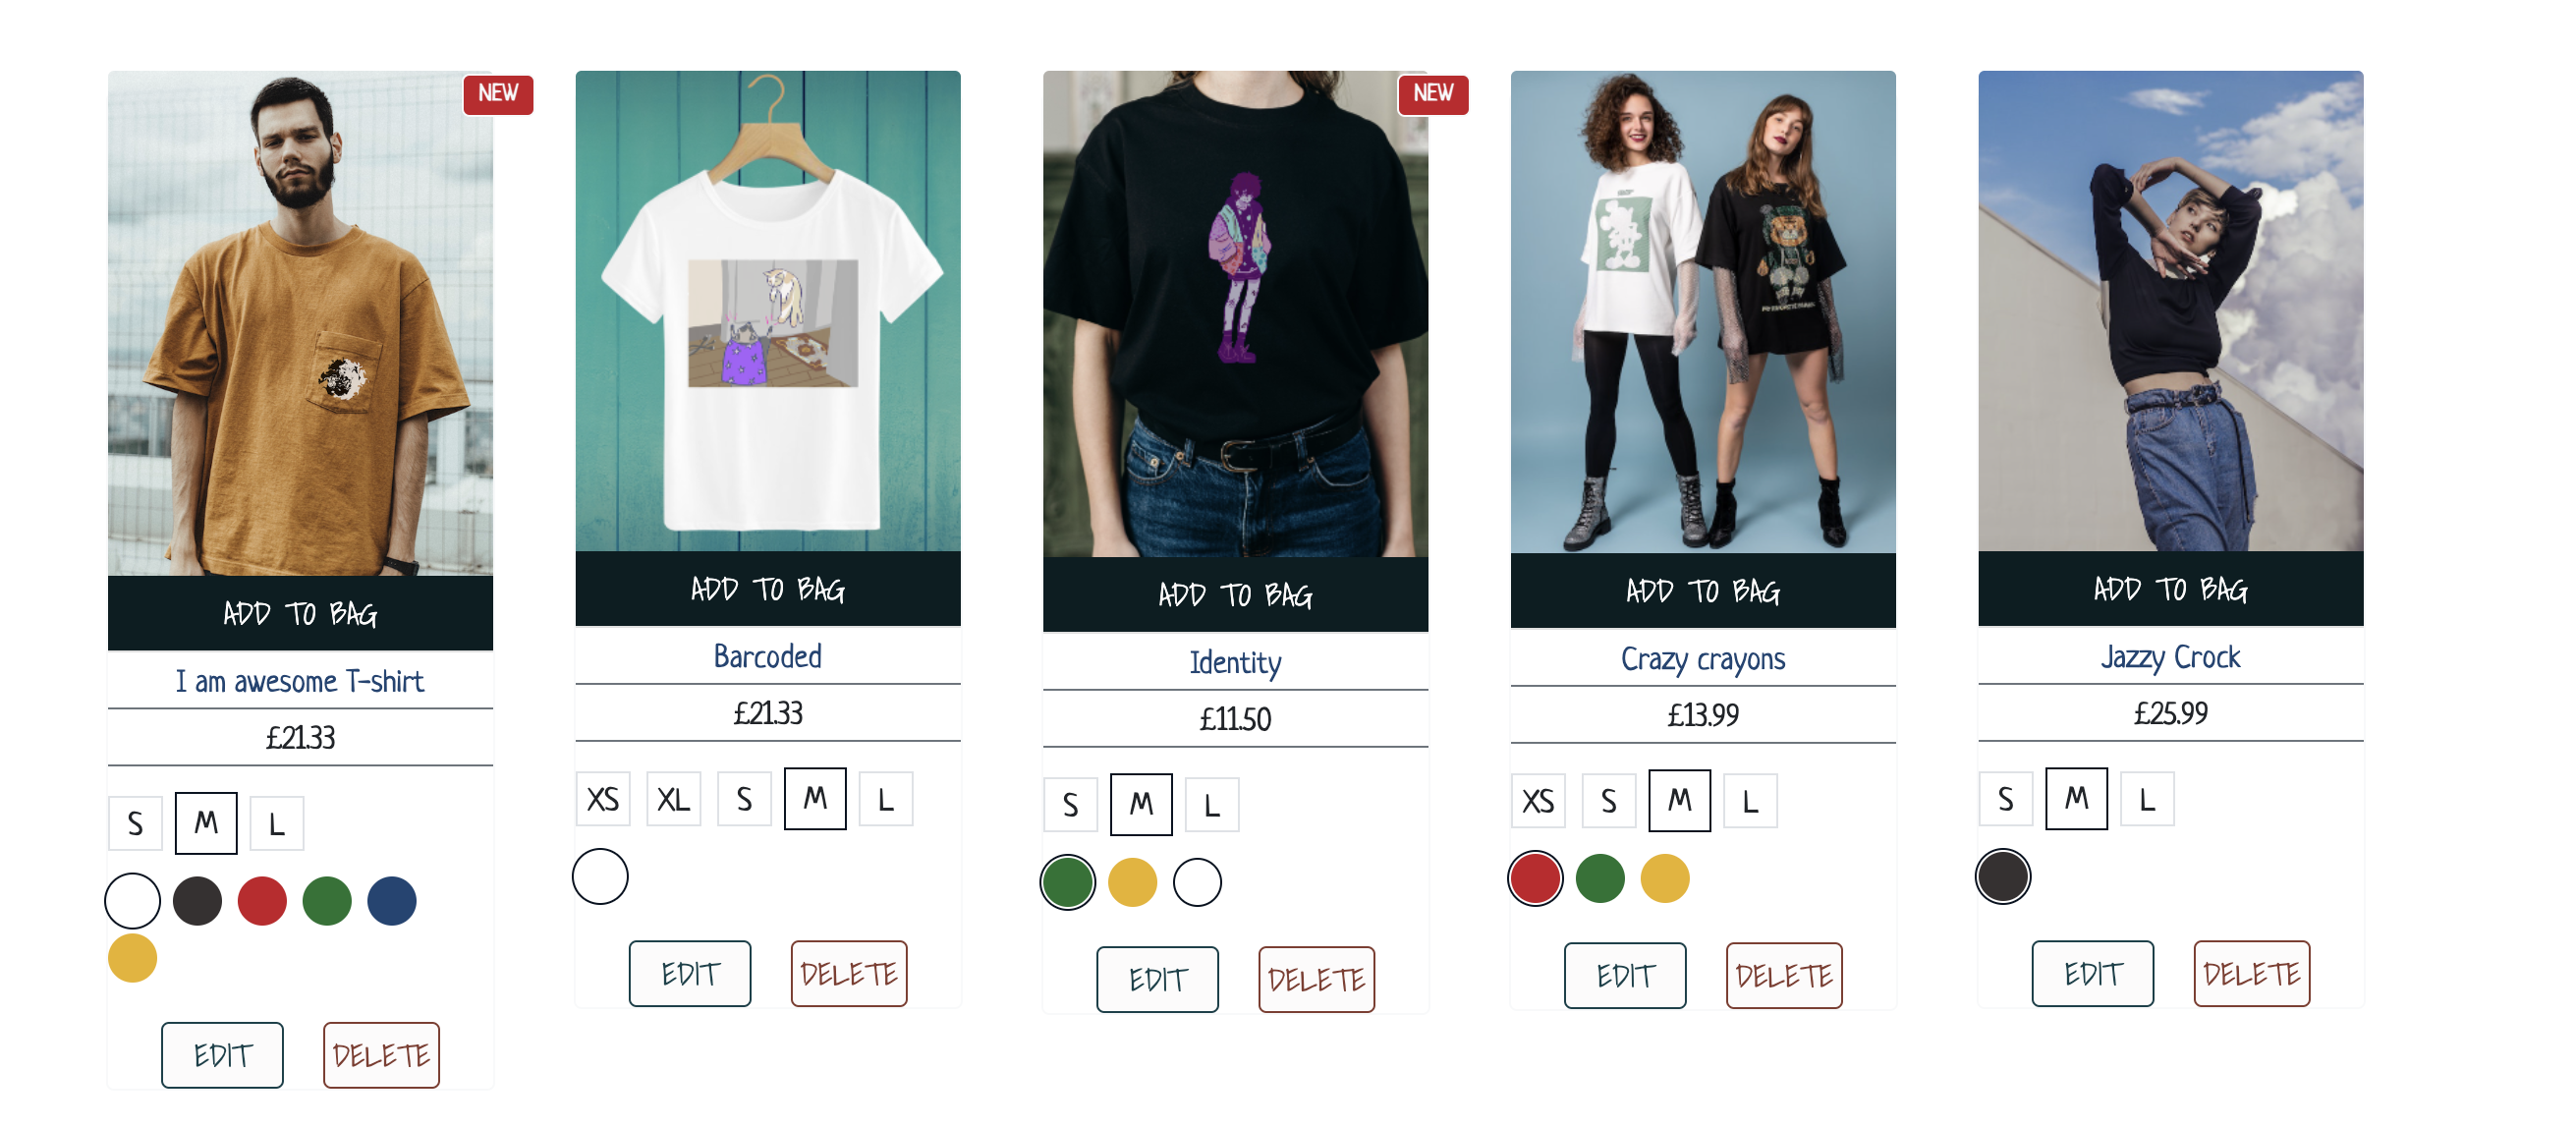 NEW
ADD TO BAG
I am awesome T-shirt
£21.33
S M L
EDIT DELETE
ADD TO BAG
Barcoded
£21.33
XS XL S M L
EDIT DELETE
NEW
ADD TO BAG
Identity
£11.50
S M L
EDIT DELETE
ADD TO BAG
Crazy crayons
£13.99
XS S M L
EDIT DELETE
ADD TO BAG
Jazzy Crock
£25.99
S M L
EDIT DELETE